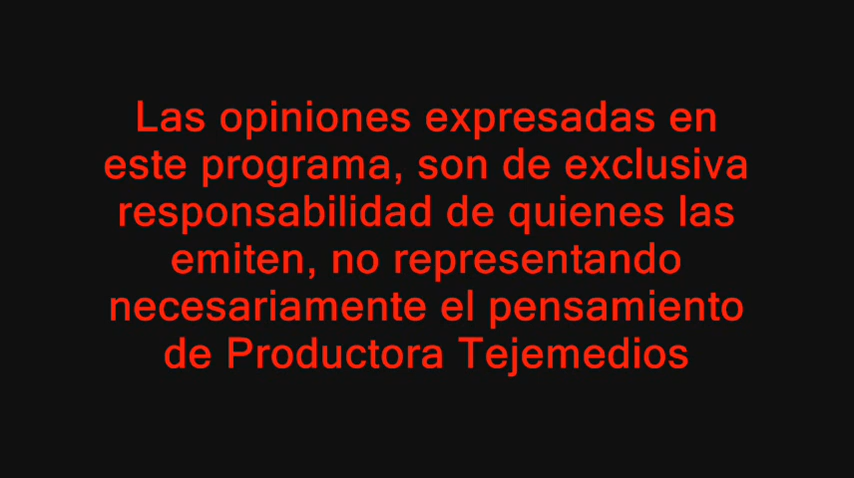 Las opiniones expresadas en
este programa, son de exclusiva
responsabilidad de quienes las
emiten, no representando
necesariamente el pensamiento
de Productora Tejemedios